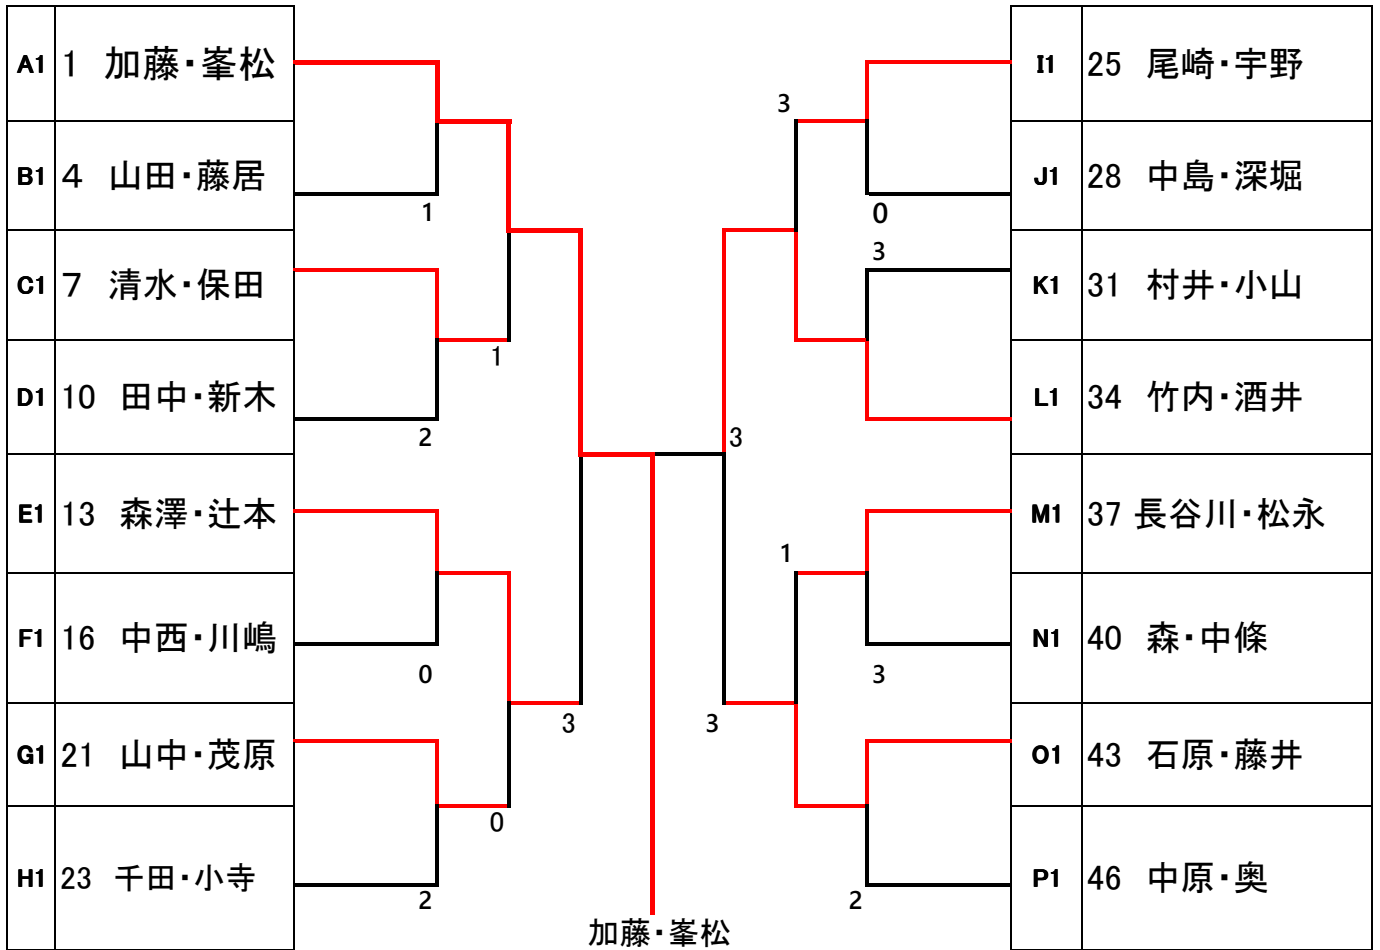 A1 1 加藤・峯松
B1 4 山田・藤居
1
C1 7 清水・保田
1
D1 10 田中・新木
2
E1 13 森澤・辻本
F1 16 中西・川嶋
0
3
G1 21 山中・茂原
0
H1 23 千田・小寺
2
I1 25 尾崎・宇野
3
J1 28 中島・深堀
0
3
K1 31 村井・小山
L1 34 竹内・酒井
3
M1 37 長谷川・松永
1
N1 40 森・中條
3
3
O1 43 石原・藤井
P1 46 中原・奥
2
加藤・峯松